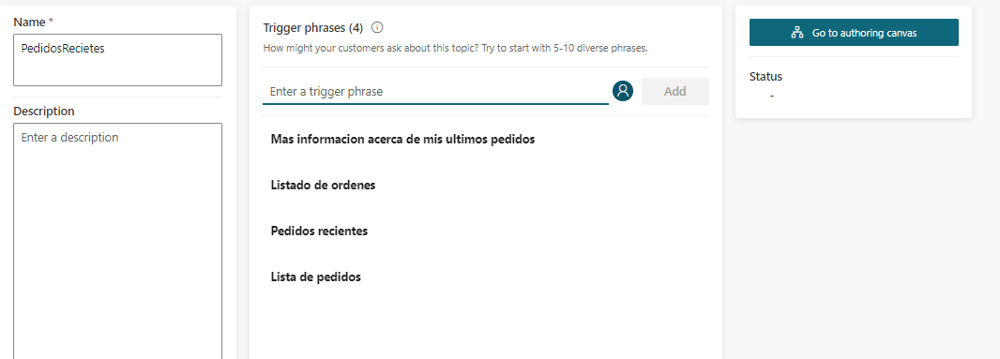 Name *
PedidosRecietes
Description
Enter a description
Trigger phrases (4)
How might your customers ask about this topic? Try to start with 5-10 diverse phrases.
Enter a trigger phrase
Add
Mas informacion acerca de mis ultimos pedidos
Listado de ordenes
Pedidos recientes
Lista de pedidos
Go to authoring canvas
Status
-